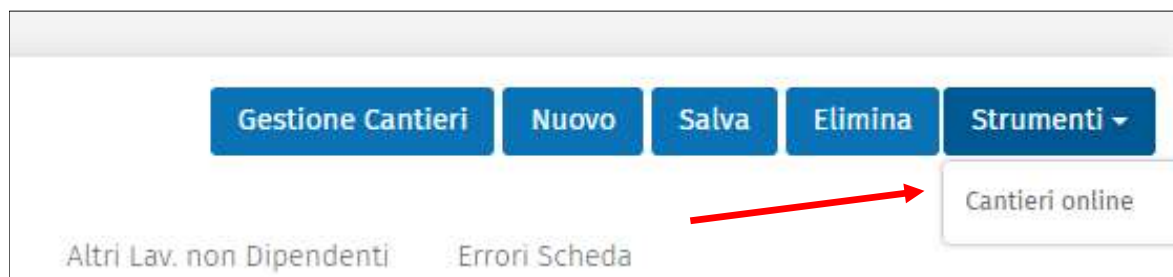 Gestione Cantieri Nuovo Salva Elimina Strumenti
Cantieri online
Altri Lav. non Dipendenti Errori Scheda